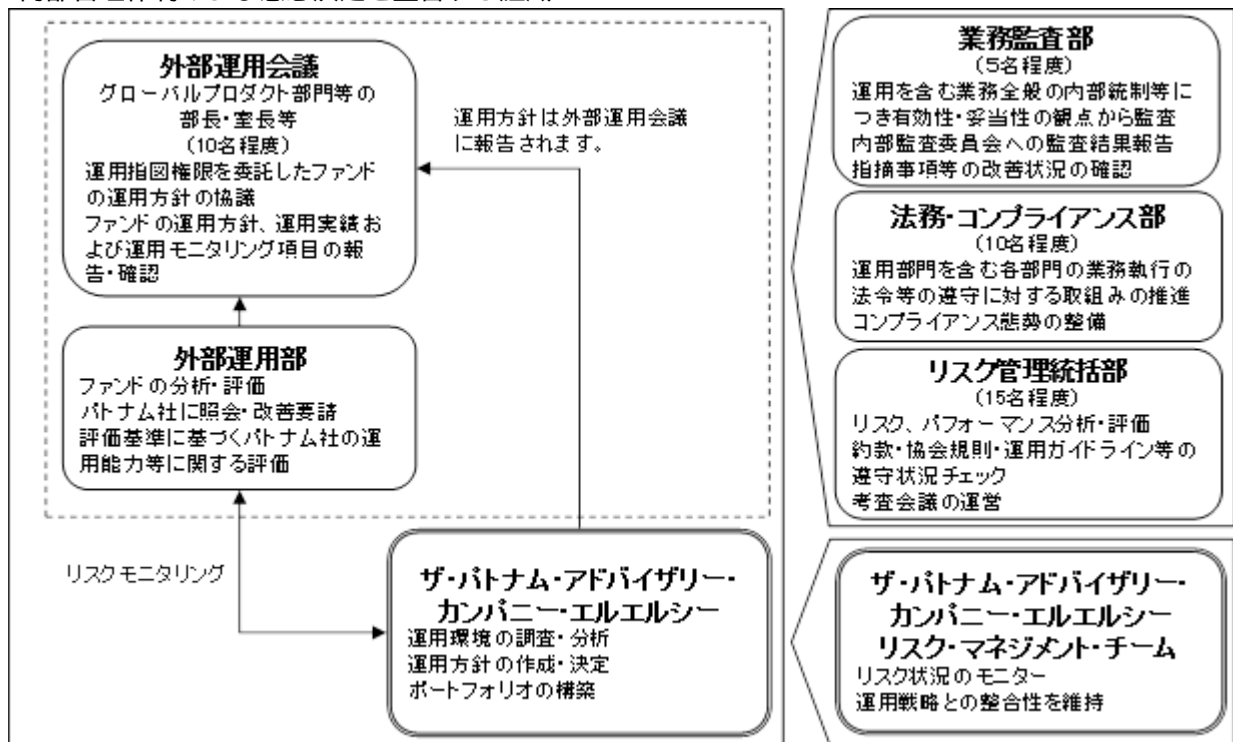 外部運用会議
グローバルプロダクト部門等の
部長・室長等
(10名程度)
運用指図権限を委託したファンド
の運用方針の協議
ファンドの運用方針、運用実績お
よび運用モニタリング項目の報
告・確認
運用方針は外部運用会議
に報告されます。
外部運用部
ファンドの分析・評価
パトナム社に照会・改善要請
評価基準に基づくパトナム社の運
用能力等に関する評価
リスクモニタリング
ザ・パトナム・アドバイザリー・
カンパニー・エルエルシー
運用環境の調査・分析
運用方針の作成・決定
ポートフォリオの構築
業務監査部
(5名程度)
運用を含む業務全般の内部統制等に
つき有効性・妥当性の観点から監査
内部監査委員会への監査結果報告
指摘事項等の改善状況の確認
法務・コンプライアンス部
(10名程度)
運用部門を含む各部門の業務執行の
法令等の遵守に対する取組みの推進
コンプライアンス態勢の整備
リスク管理統括部
(15名程度)
リスク、パフォーマンス分析・評価
約款・協会規則・運用ガイドライン等の
遵守状況チェック
考査会議の運営
ザ・パトナム・アドバイザリー・
カンパニー・エルエルシー
リスク・マネジメント・チーム
リスク状況のモニター
運用戦略との整合性を維持